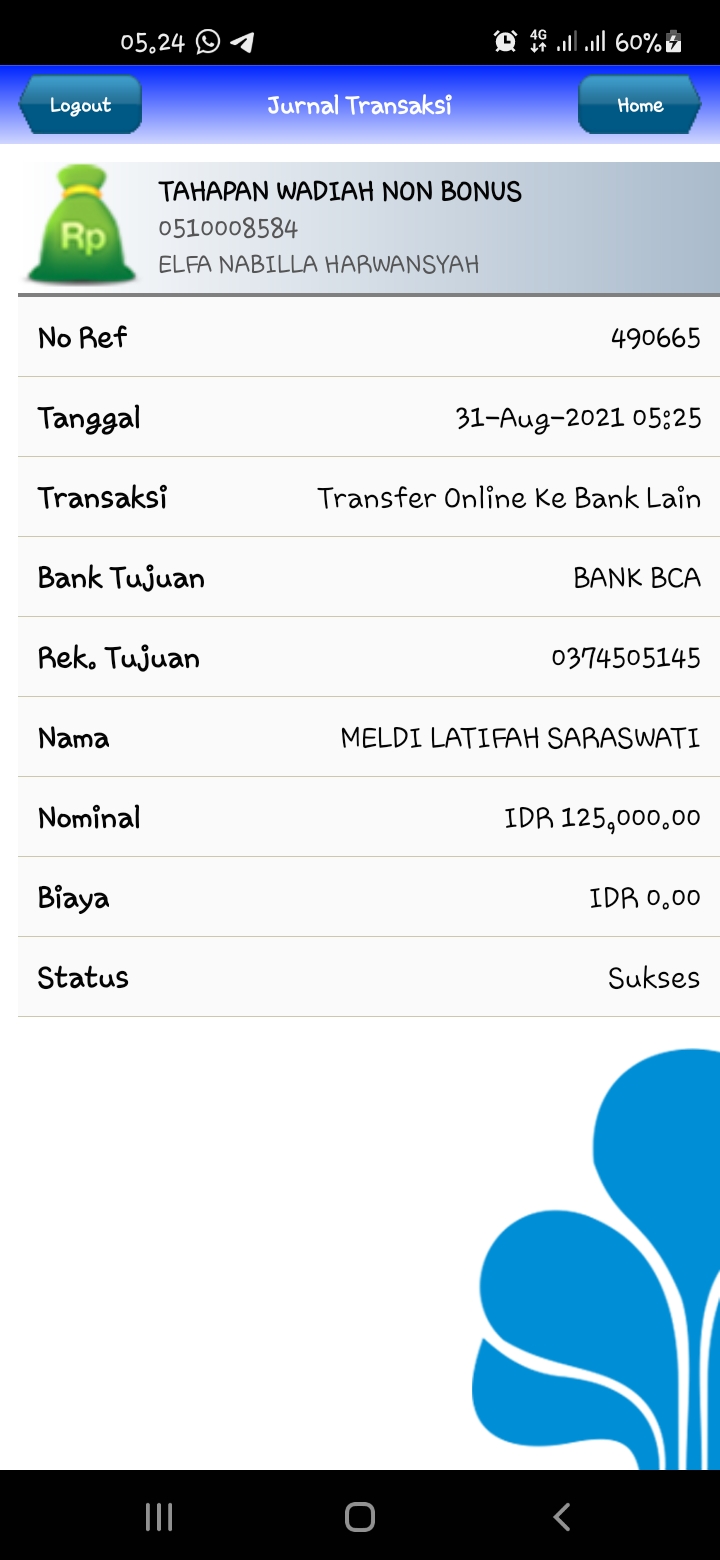 05.24 4G 60%
Logout Jurnal Transaksi Home
Rp
TAHAPAN WADIAH NON BONUS
0510008584
ELFA NABILLA HARWANSYAH
No Ref 490665
Tanggal 31-Aug-2021 05:25
Transaksi Transfer Online Ke Bank Lain
Bank Tujuan BANK BCA
Rek. Tujuan 0374505145
Nama MELDI LATIFAH SARASWATI
Nominal IDR 125,000.00
Biaya IDR 0.00
Status Sukses